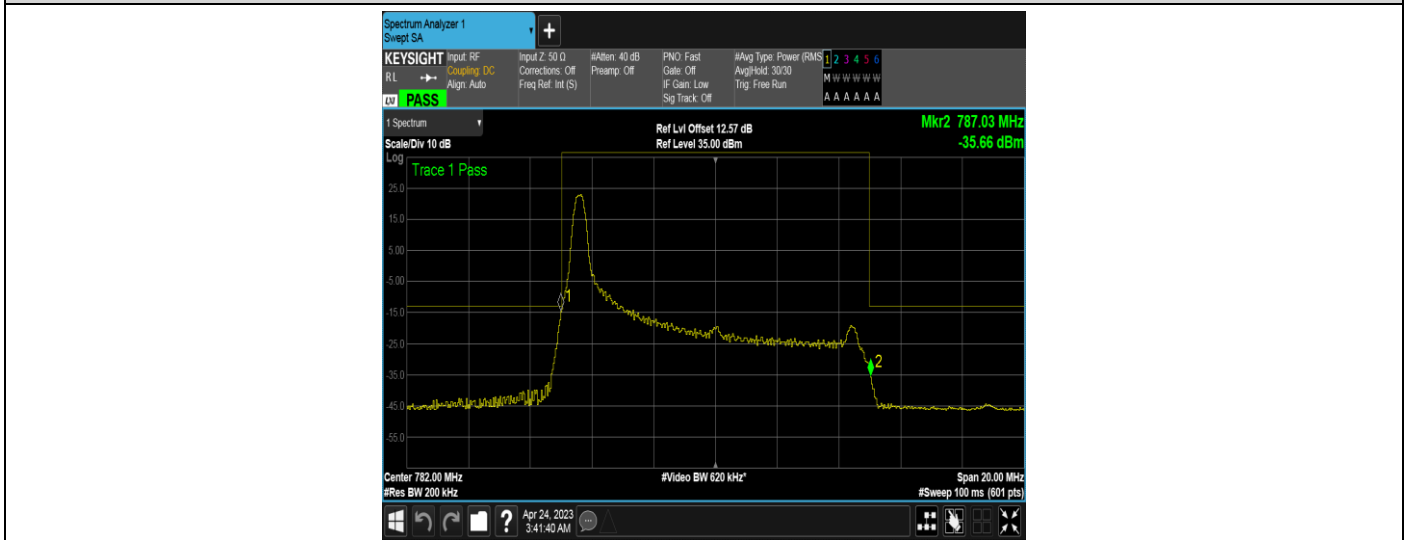 Spectrum Analyzer 1
Swept SA
+
KEYSIGHT
RL
LXI PASS
Input: RF
Coupling: DC
Align: Auto
Input Z: 50 Ω
Corrections: Off
Freq Ref: Int (S)
#Atten: 40 dB
Preamp: Off
PNO: Fast
Gate: Off
IF Gain: Low
Sig Track: Off
#Avg Type: Power (RMS
Avg|Hold: 30/30
Trig: Free Run
1 2 3 4 5 6
M W W W W W
A A A A A A
1 Spectrum
Scale/Div 10 dB
Ref Lvl Offset 12.57 dB
Ref Level 35.00 dBm
Mkr2 787.03 MHz
-35.66 dBm
Log
Trace 1 Pass
25.0
15.0
5.00
-5.00
1
-15.0
-25.0
2
-35.0
-45.0
-55.0
Center 782.00 MHz
#Video BW 620 kHz*
Span 20.00 MHz
#Res BW 200 kHz
#Sweep 100 ms (601 pts)
?
Apr 24, 2023
3:41:40 AM